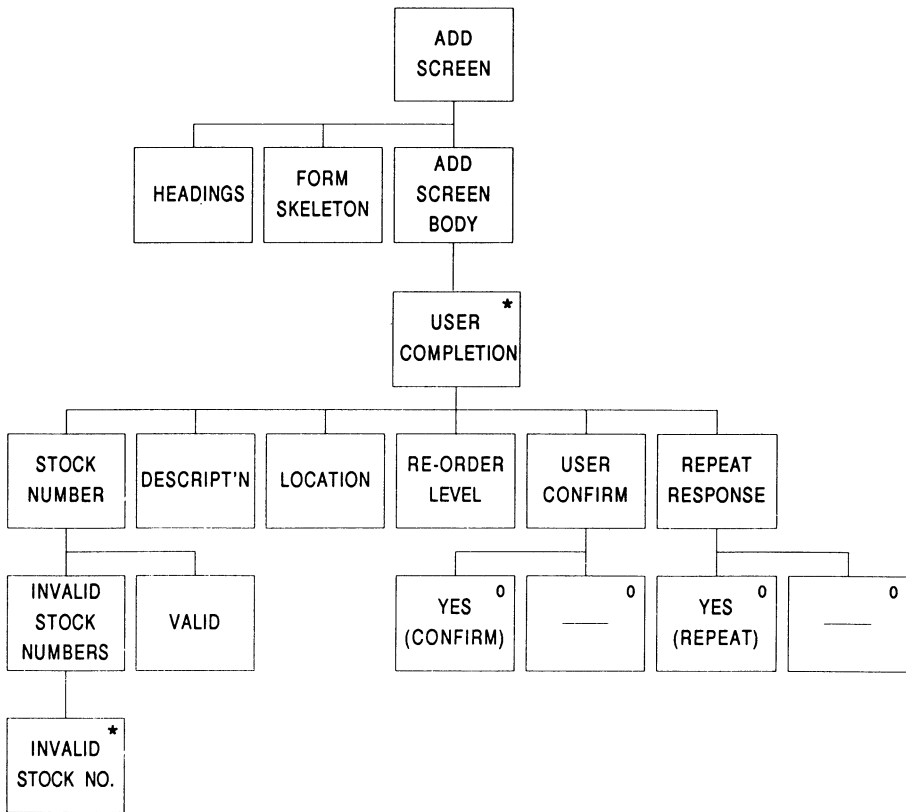 ADD
SCREEN
HEADINGS
FORM
SKELETON
ADD
SCREEN
BODY
*
USER
COMPLETION
STOCK
NUMBER
DESCRIPT'N
LOCATION
RE-ORDER
LEVEL
USER
CONFIRM
REPEAT
RESPONSE
INVALID
STOCK
NUMBERS
VALID
O
YES
(CONFIRM)
O
O
YES
(REPEAT)
O
*
INVALID
STOCK NO.